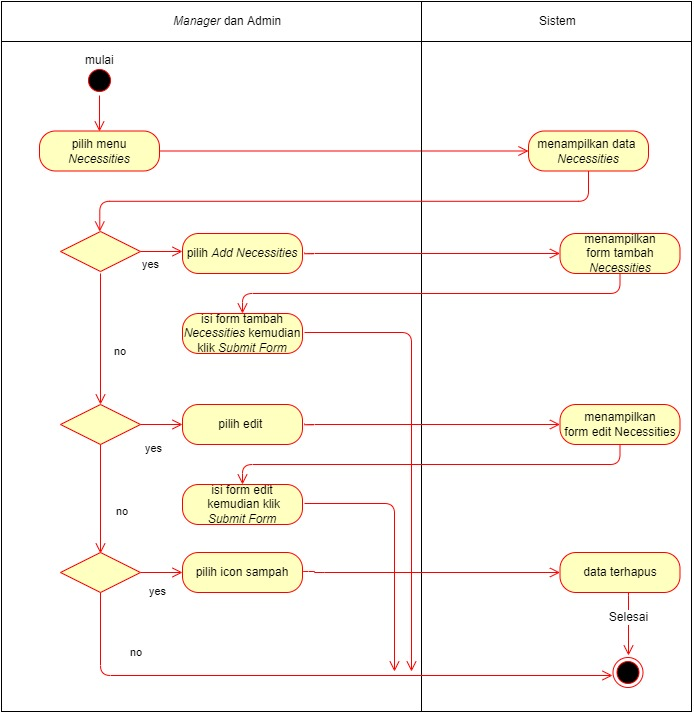 Manager dan Admin
Sistem
mulai
pilih menu
Necessities
menampilkan data
Necessities
yes
pilih Add Necessities
menampilkan
form tambah
Necessities
isi form tambah
Necessities kemudian
klik Submit Form
no
yes
pilih edit
menampilkan
form edit Necessities
isi form edit
kemudian klik
Submit Form
no
yes
pilih icon sampah
data terhapus
Selesai
no